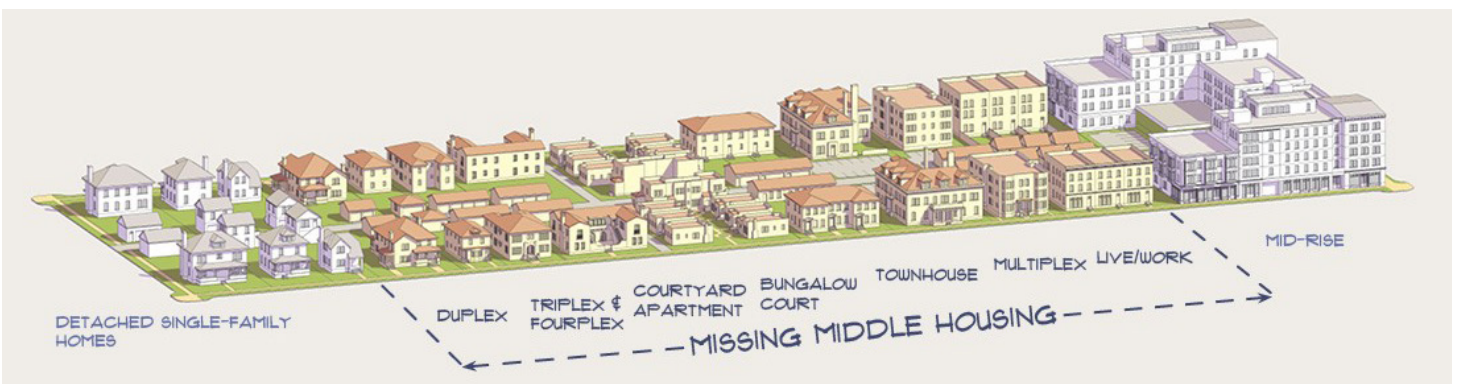 DETACHED SINGLE-FAMILY
HOMES
DUPLEX
TRIPLEX &
FOURPLEX
COURTYARD
APARTMENT
BUNGALOW
COURT
TOWNHOUSE
MULTIPLEX
LIVE/WORK
MID-RISE
MISSING MIDDLE HOUSING